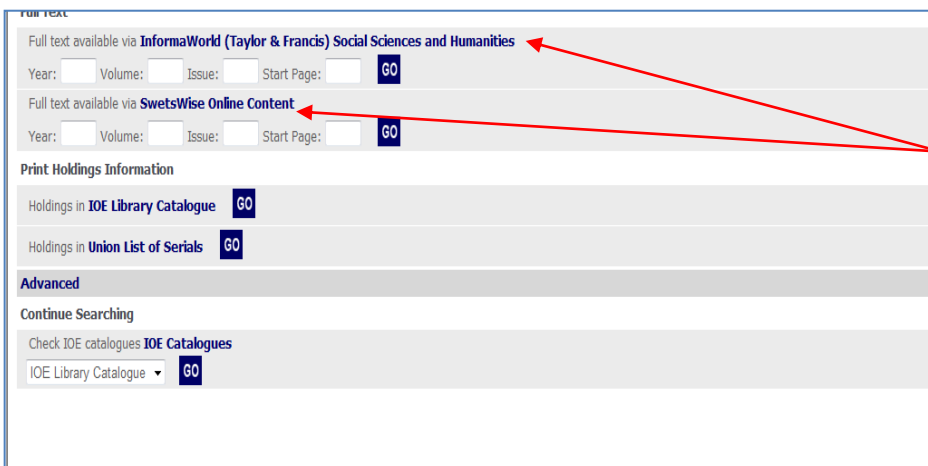 Full Text
Full text available via InformaWorld (Taylor & Francis) Social Sciences and Humanities
Year: Volume: Issue: Start Page: GO
Full text available via SwetsWise Online Content
Year: Volume: Issue: Start Page: GO
Print Holdings Information
Holdings in IOE Library Catalogue GO
Holdings in Union List of Serials GO
Advanced
Continue Searching
Check IOE catalogues IOE Catalogues
IOE Library Catalogue GO